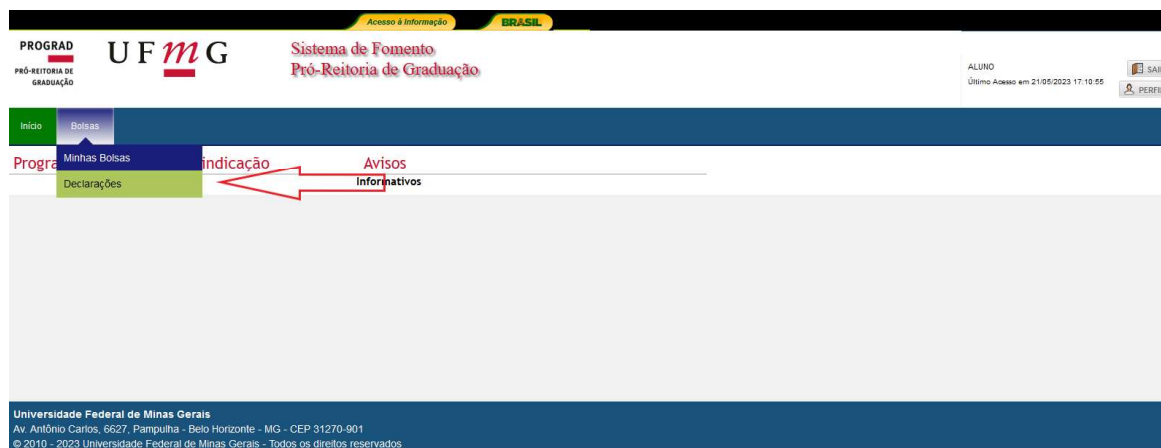 Acesso à Informação
BRASIL
PROGRAD
PRÓ-REITORIA DE
GRADUAÇÃO
UFmG
Sistema de Fomento
Pró-Reitoria de Graduação
ALUNO
Último Acesso em 21/05/2023 17:10:55
SAI
PERFI
Início
Bolsas
Minhas Bolsas
Declarações
Progra
indicação
Avisos
Informativos
Universidade Federal de Minas Gerais
Av. Antônio Carlos, 6627, Pampulha - Belo Horizonte - MG - CEP 31270-901
© 2010 - 2023 Universidade Federal de Minas Gerais - Todos os direitos reservados